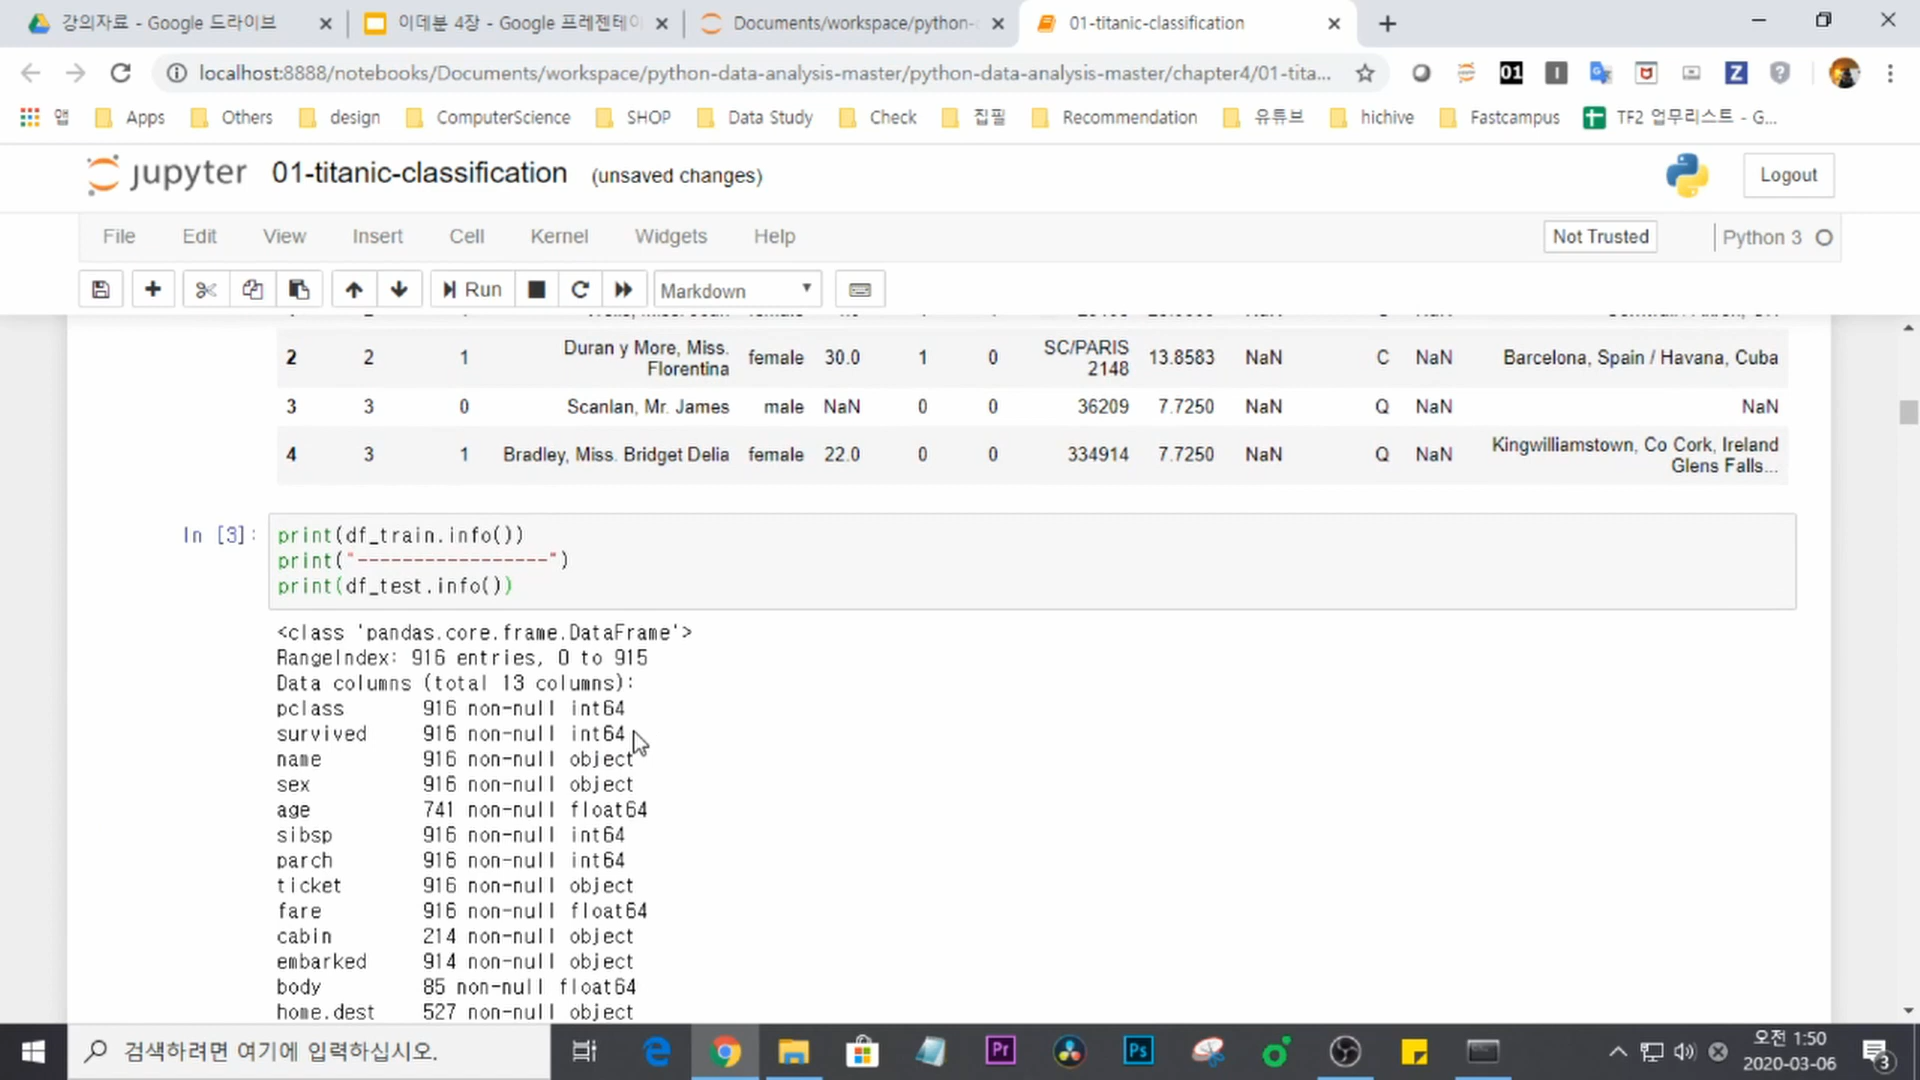 강의자료 - Google 드라이브
이데분 4장 - Google 프레젠테이
Documents/workspace/python-
01-titanic-classification
localhost:8888/notebooks/Documents/workspace/python-data-analysis-master/python-data-analysis-master/chapter4/01-tita...
앱 Apps Others design ComputerScience SHOP Data Study Check 집필 Recommendation 유튜브 hichive Fastcampus TF2 업무리스트 - G...
jupyter 01-titanic-classification (unsaved changes) Logout
File Edit View Insert Cell Kernel Widgets Help Not Trusted Python 3
Run Markdown
2 2 1 Duran y More, Miss. Florentina female 30.0 1 0 SC/PARIS 2148 13.8583 NaN C NaN Barcelona, Spain / Havana, Cuba
3 3 0 Scanlan, Mr. James male NaN 0 0 36209 7.7250 NaN Q NaN NaN
4 3 1 Bradley, Miss. Bridget Delia female 22.0 0 0 334914 7.7250 NaN Q NaN Kingwilliamstown, Co Cork, Ireland Glens Falls...
In [3]: print(df_train.info())
print("-----------------")
print(df_test.info())
<class 'pandas.core.frame.DataFrame'>
RangeIndex: 916 entries, 0 to 915
Data columns (total 13 columns):
pclass 916 non-null int64
survived 916 non-null int64
name 916 non-null object
sex 916 non-null object
age 741 non-null float64
sibsp 916 non-null int64
parch 916 non-null int64
ticket 916 non-null object
fare 916 non-null float64
cabin 214 non-null object
embarked 914 non-null object
body 85 non-null float64
home.dest 527 non-null object
검색하려면 여기에 입력하십시오.
오전 1:50
2020-03-06
3